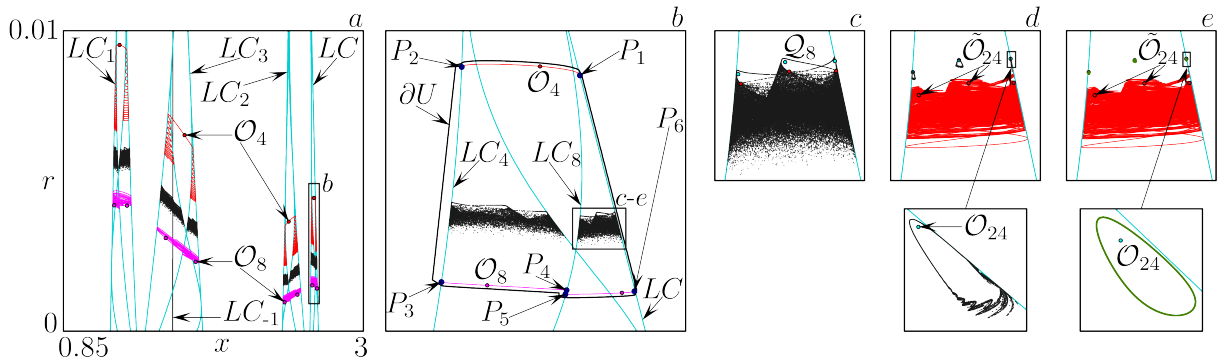 0.01
a
LC₁
LC₃
LC
LC₂
𝒪₄
r
b
𝒪₈
LC₋₁
0
0.85
x
3
b
P₂
P₁
𝒪₄
∂U
P₆
LC₄
LC₈
c-e
𝒪₈
P₄
P₃
P₅
LC
c
𝒬₈
d
𝒪̃₂₄
𝒪₂₄
e
𝒪̃₂₄
𝒪₂₄